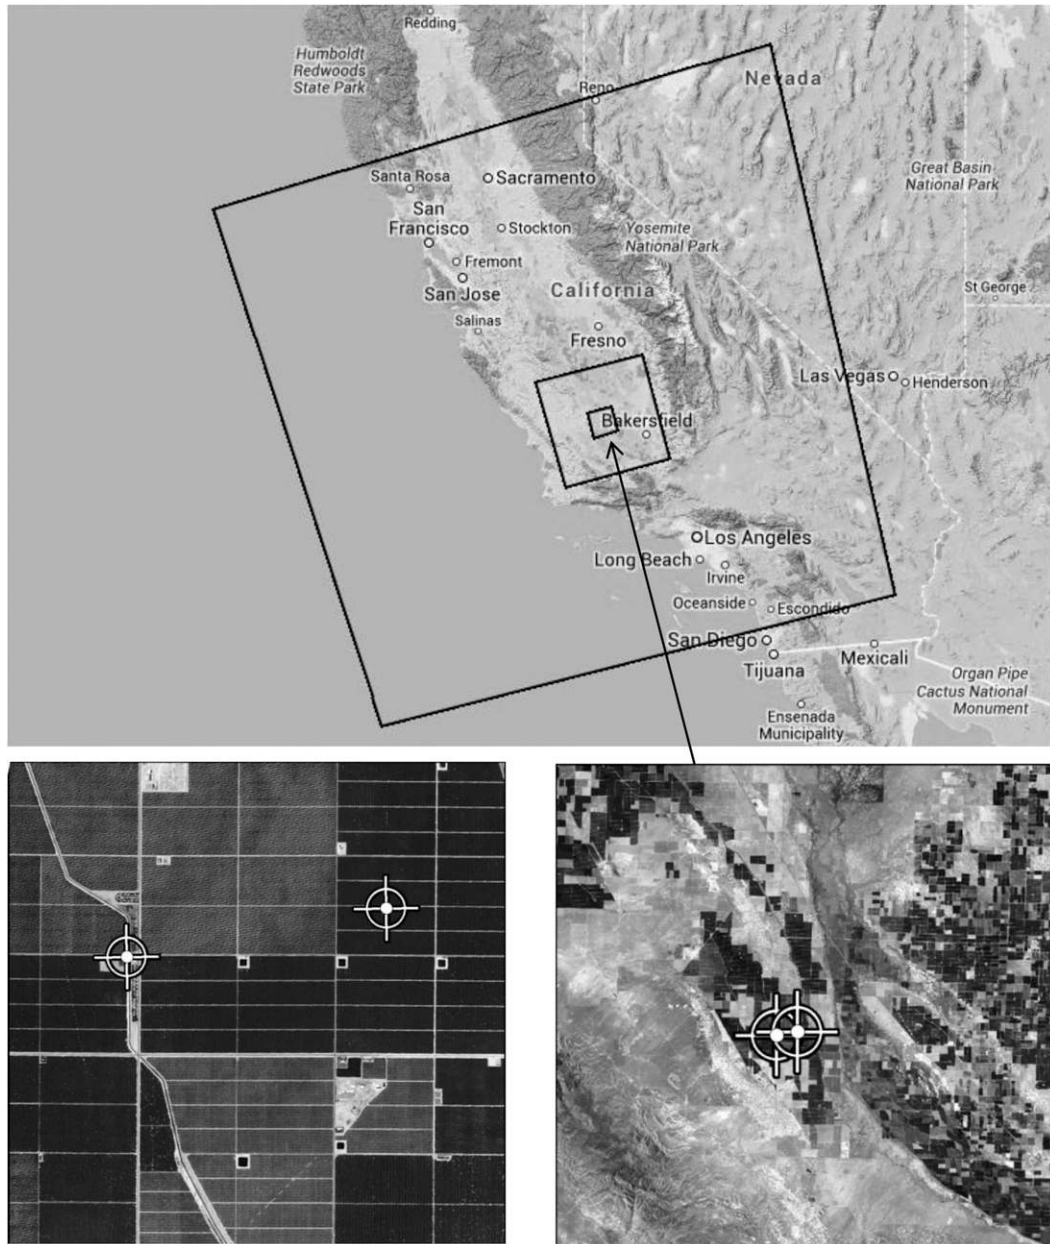 Redding
Humboldt
Redwoods
State Park
Nevada
Reno
Great Basin
National Park
Santa Rosa
Sacramento
San
Francisco
Stockton
Yosemite
National Park
Fremont
San Jose
California
St George
Salinas
Fresno
Las Vegas
Henderson
Bakersfield
Los Angeles
Long Beach
Irvine
Oceanside
Escondido
San Diego
Tijuana
Mexicali
Organ Pipe
Cactus National
Monument
Ensenada
Municipality